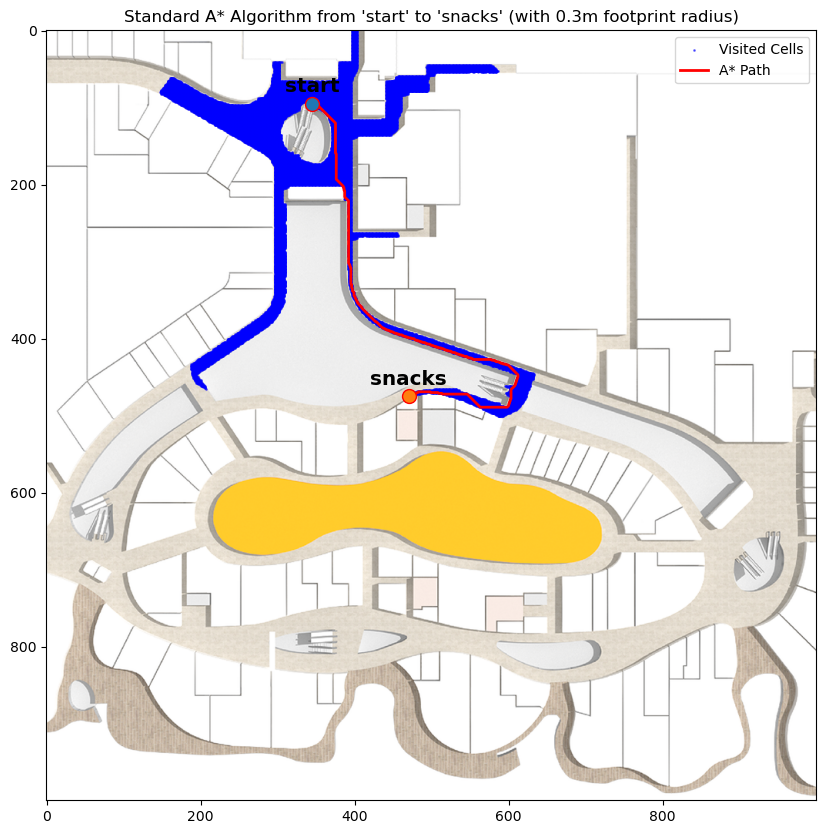 Standard A* Algorithm from 'start' to 'snacks' (with 0.3m footprint radius)
0
200
400
600
800
0
200
400
600
800
Visited Cells
A* Path
start
snacks